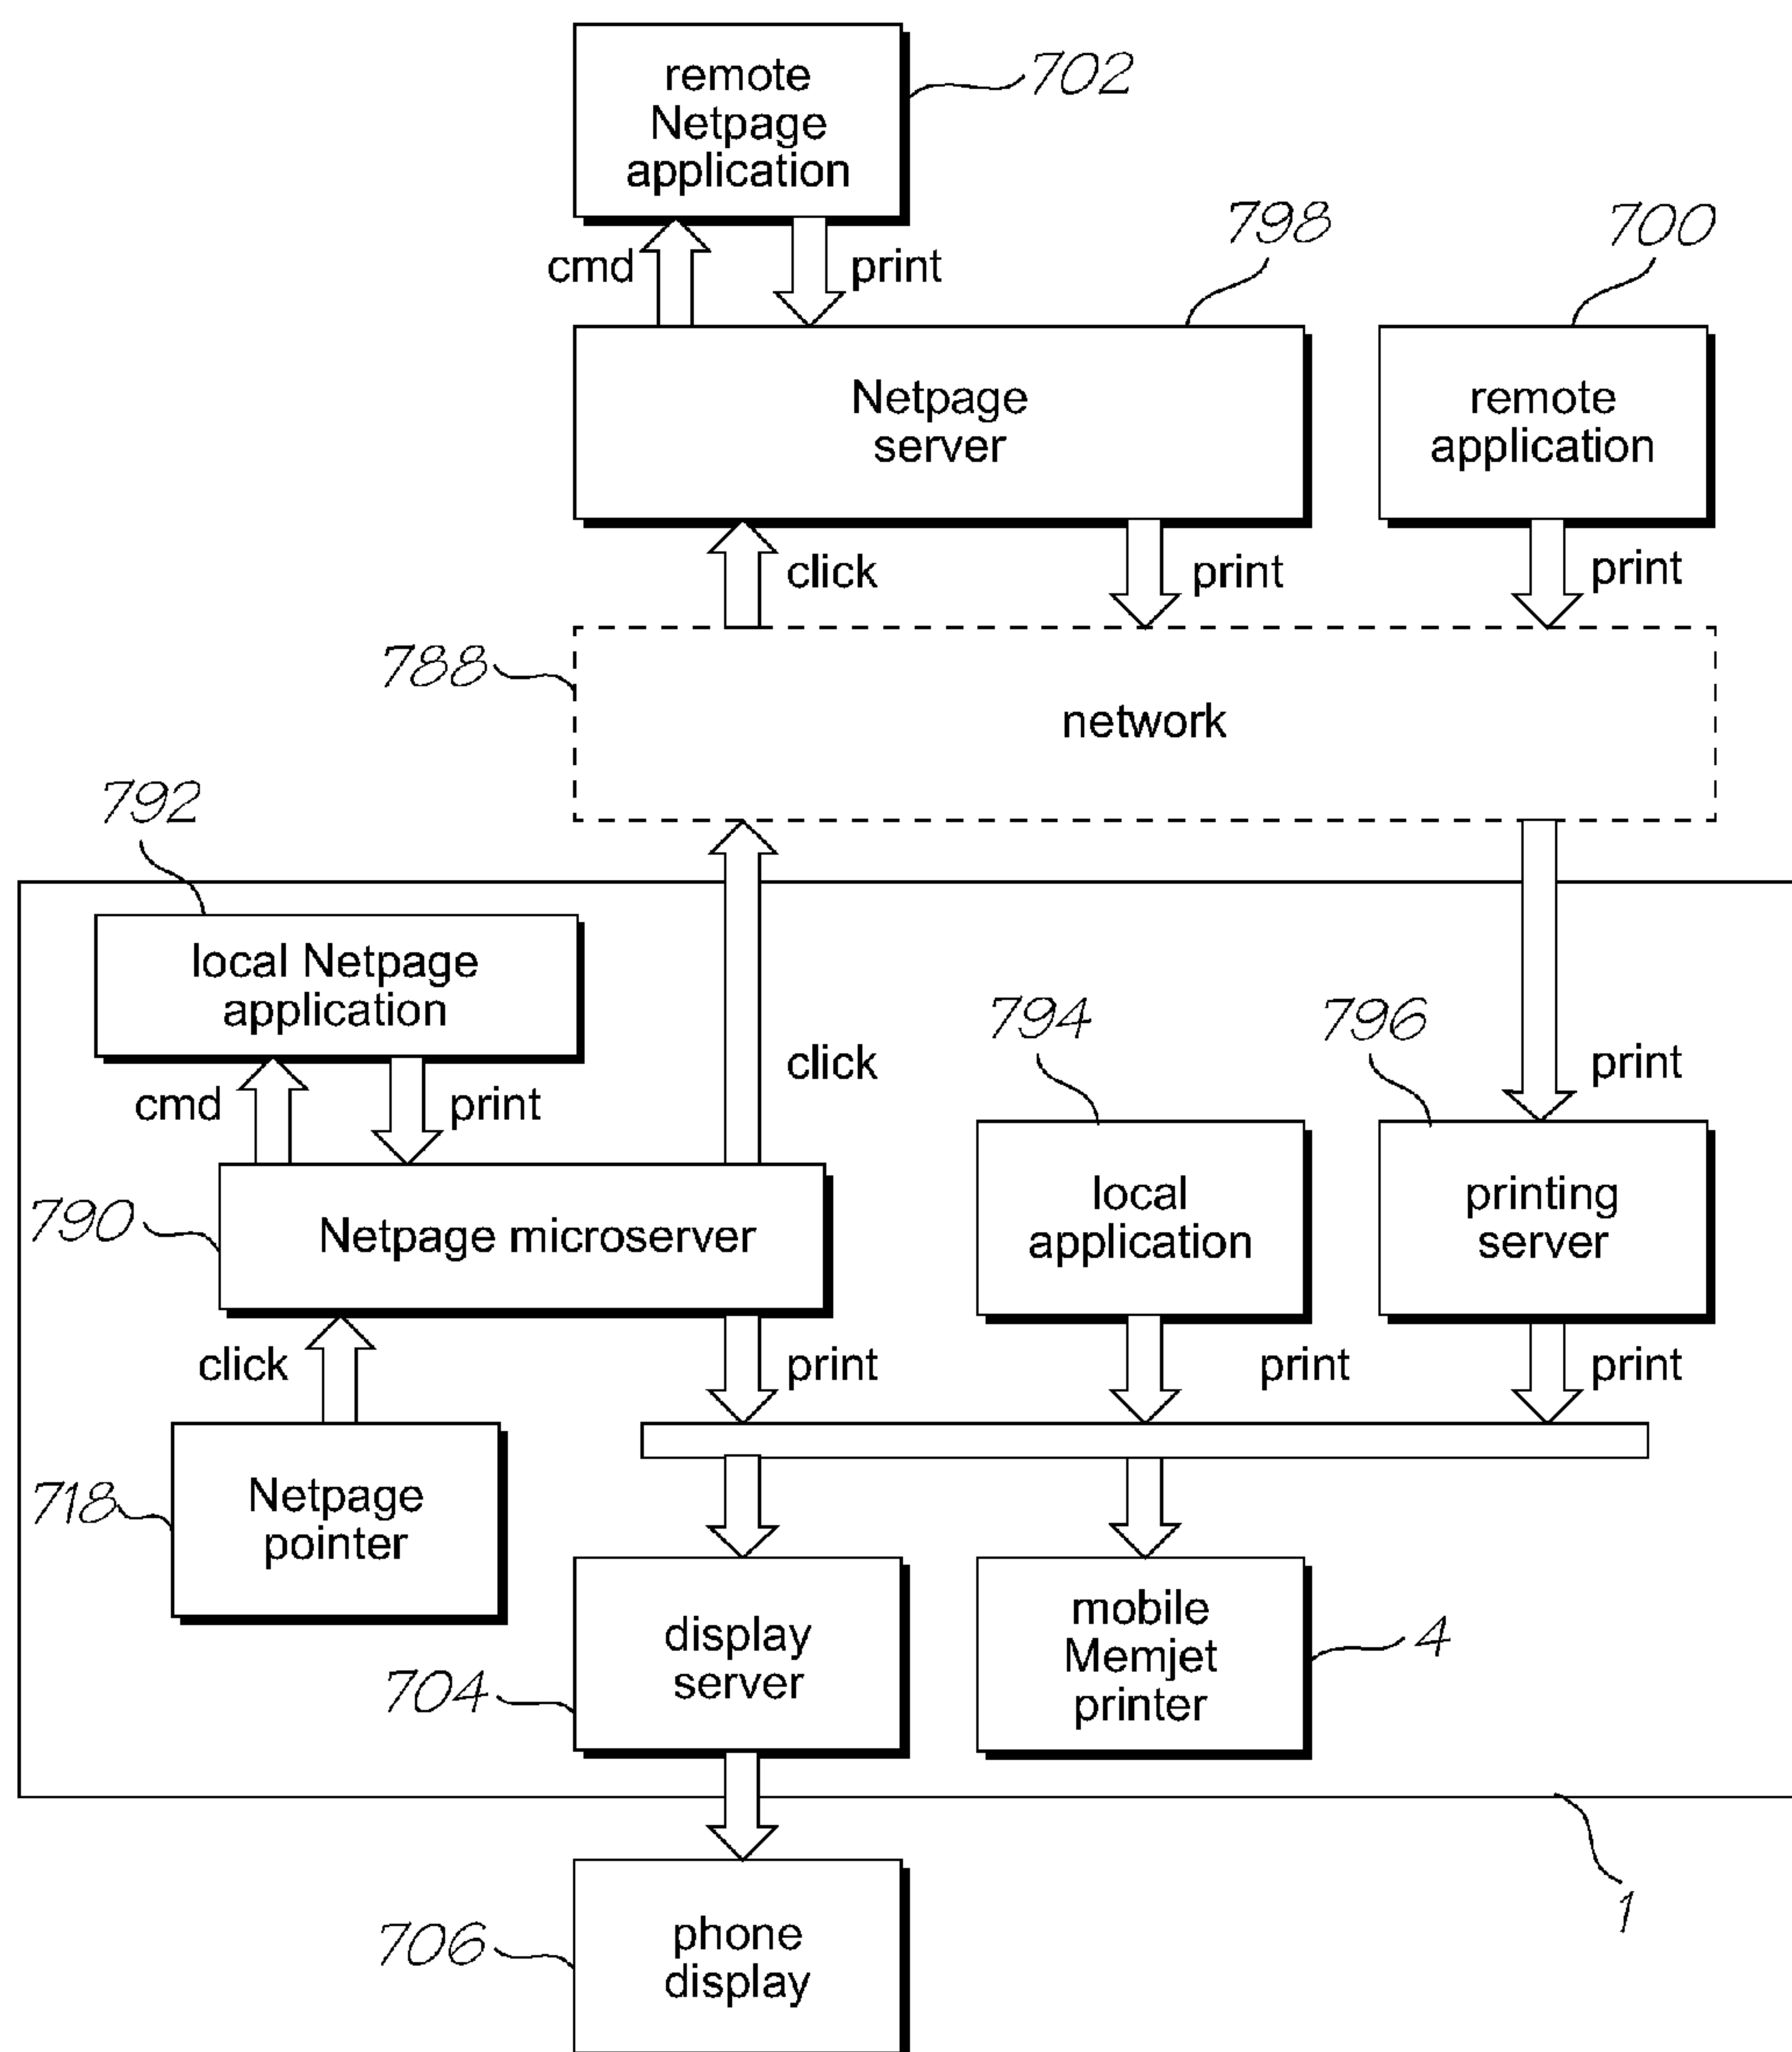 remote
Netpage
application
702
cmd
print
798
700
Netpage
server
remote
application
click
print
print
788
network
792
local Netpage
application
794
796
click
print
cmd
print
790
Netpage microserver
local
application
printing
server
click
print
print
print
718
Netpage
pointer
704
display
server
mobile
Memjet
printer
4
1
706
phone
display